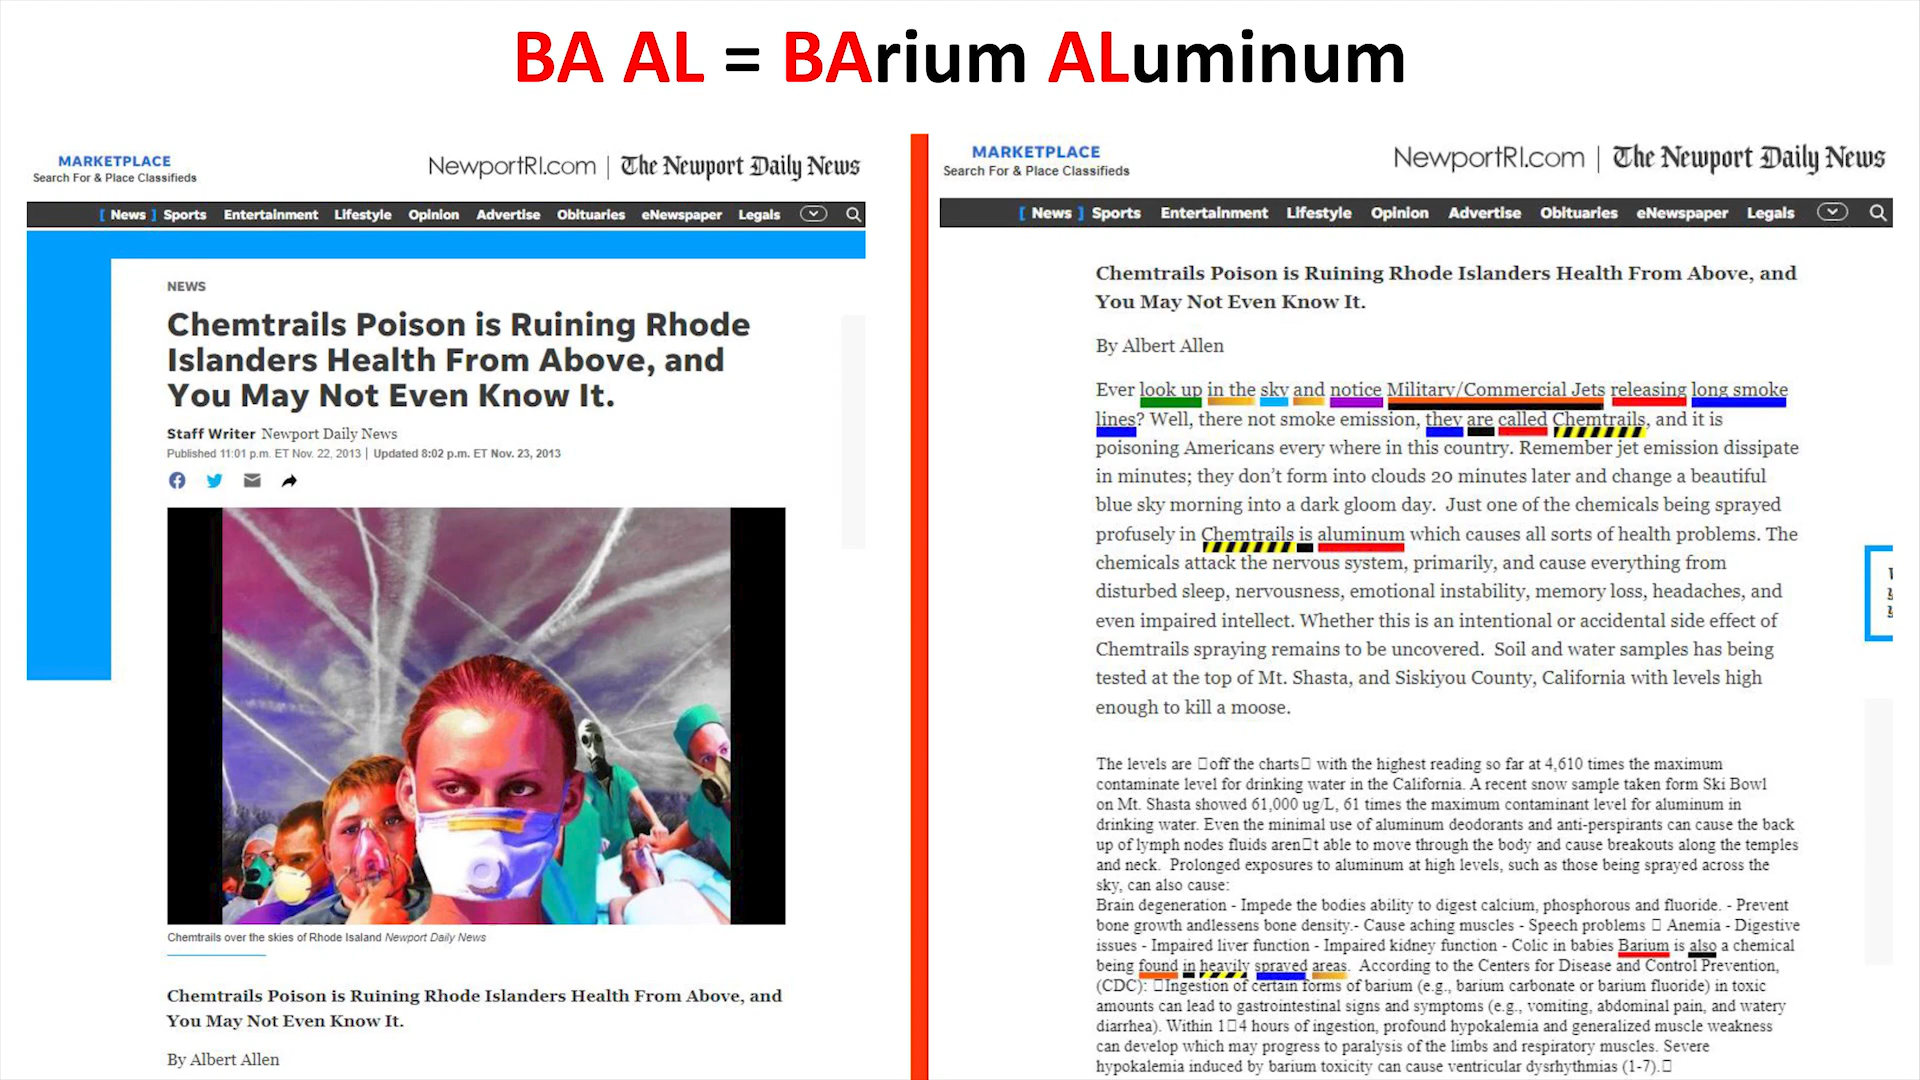 BA AL = BArium ALuminum
MARKETPLACE
Search For & Place Classifieds
NewportRI.com | The Newport Daily News
[ News ] Sports Entertainment Lifestyle Opinion Advertise Obituaries eNewspaper Legals
NEWS
Chemtrails Poison is Ruining Rhode
Islanders Health From Above, and
You May Not Even Know It.
Staff Writer Newport Daily News
Published 11:01 p.m. ET Nov. 22, 2013 | Updated 8:02 p.m. ET Nov. 23, 2013
Chemtrails over the skies of Rhode Isaland Newport Daily News
Chemtrails Poison is Ruining Rhode Islanders Health From Above, and
You May Not Even Know It.
By Albert Allen
MARKETPLACE
Search For & Place Classifieds
NewportRI.com | The Newport Daily News
[ News ] Sports Entertainment Lifestyle Opinion Advertise Obituaries eNewspaper Legals
Chemtrails Poison is Ruining Rhode Islanders Health From Above, and
You May Not Even Know It.
By Albert Allen
Ever look up in the sky and notice Military/Commercial Jets releasing long smoke
lines? Well, there not smoke emission, they are called Chemtrails, and it is
poisoning Americans every where in this country. Remember jet emission dissipate
in minutes; they don't form into clouds 20 minutes later and change a beautiful
blue sky morning into a dark gloom day. Just one of the chemicals being sprayed
profusely in Chemtrails is aluminum which causes all sorts of health problems. The
chemicals attack the nervous system, primarily, and cause everything from
disturbed sleep, nervousness, emotional instability, memory loss, headaches, and
even impaired intellect. Whether this is an intentional or accidental side effect of
Chemtrails spraying remains to be uncovered. Soil and water samples has being
tested at the top of Mt. Shasta, and Siskiyou County, California with levels high
enough to kill a moose.
The levels are □off the charts□ with the highest reading so far at 4,610 times the maximum
contaminate level for drinking water in the California. A recent snow sample taken form Ski Bowl
on Mt. Shasta showed 61,000 ug/L, 61 times the maximum contaminant level for aluminum in
drinking water. Even the minimal use of aluminum deodorants and anti-perspirants can cause the back
up of lymph nodes fluids aren□t able to move through the body and cause breakouts along the temples
and neck. Prolonged exposures to aluminum at high levels, such as those being sprayed across the
sky, can also cause:
Brain degeneration - Impede the bodies ability to digest calcium, phosphorous and fluoride. - Prevent
bone growth andlessens bone density.- Cause aching muscles - Speech problems □ Anemia - Digestive
issues - Impaired liver function - Impaired kidney function - Colic in babies Barium is also a chemical
being found in heavily sprayed areas. According to the Centers for Disease and Control Prevention,
(CDC): □Ingestion of certain forms of barium (e.g., barium carbonate or barium fluoride) in toxic
amounts can lead to gastrointestinal signs and symptoms (e.g., vomiting, abdominal pain, and watery
diarrhea). Within 1□4 hours of ingestion, profound hypokalemia and generalized muscle weakness
can develop which may progress to paralysis of the limbs and respiratory muscles. Severe
hypokalemia induced by barium toxicity can cause ventricular dysrhythmias (1-7).□